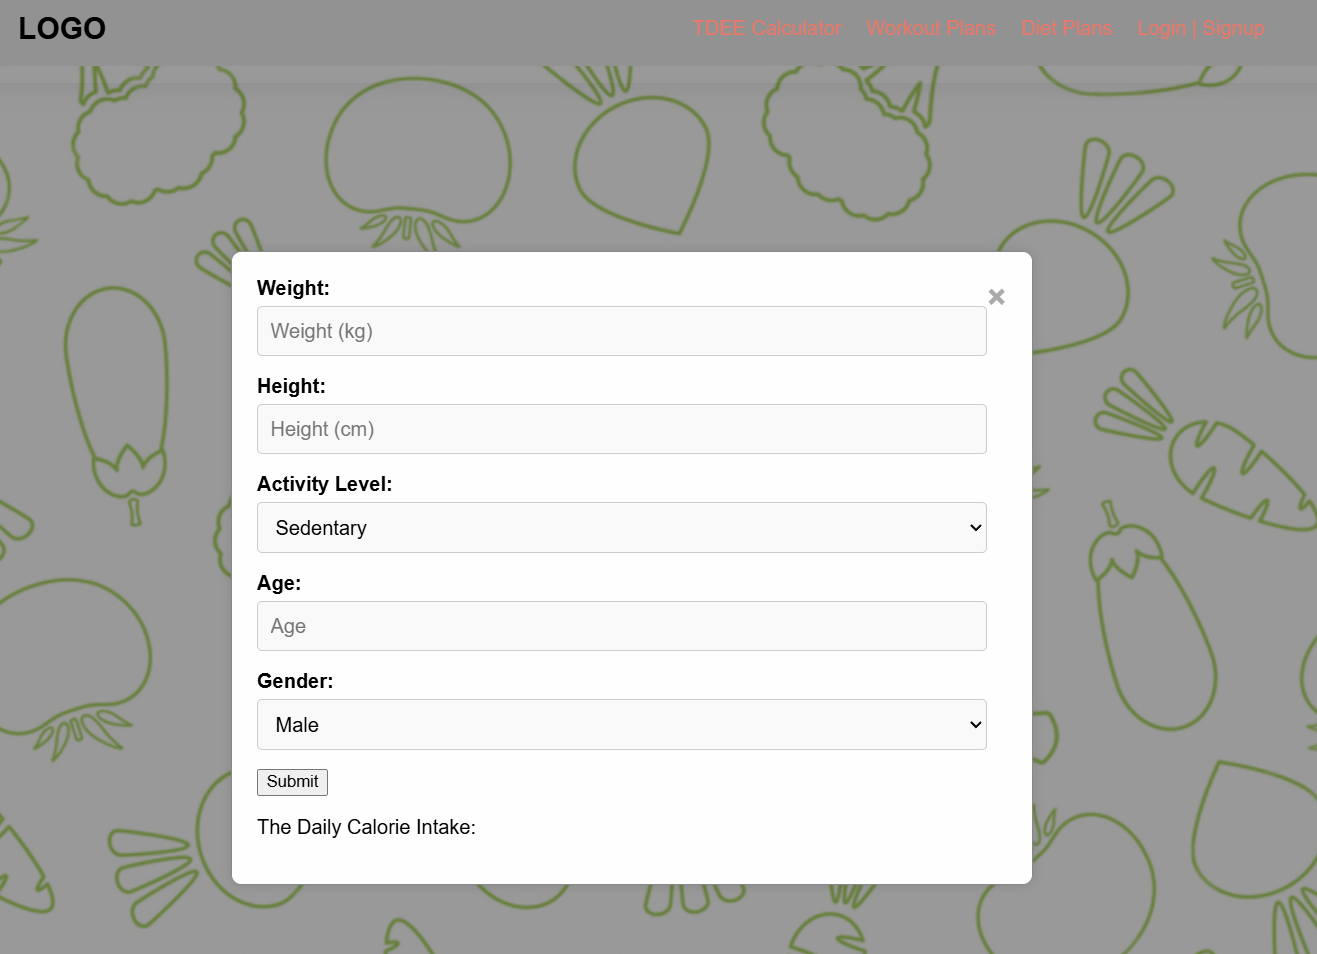 LOGO
TDEE Calculator Workout Plans Diet Plans Login | Signup
Weight:
×
Weight (kg)
Height:
Height (cm)
Activity Level:
Sedentary
Age:
Age
Gender:
Male
Submit
The Daily Calorie Intake: